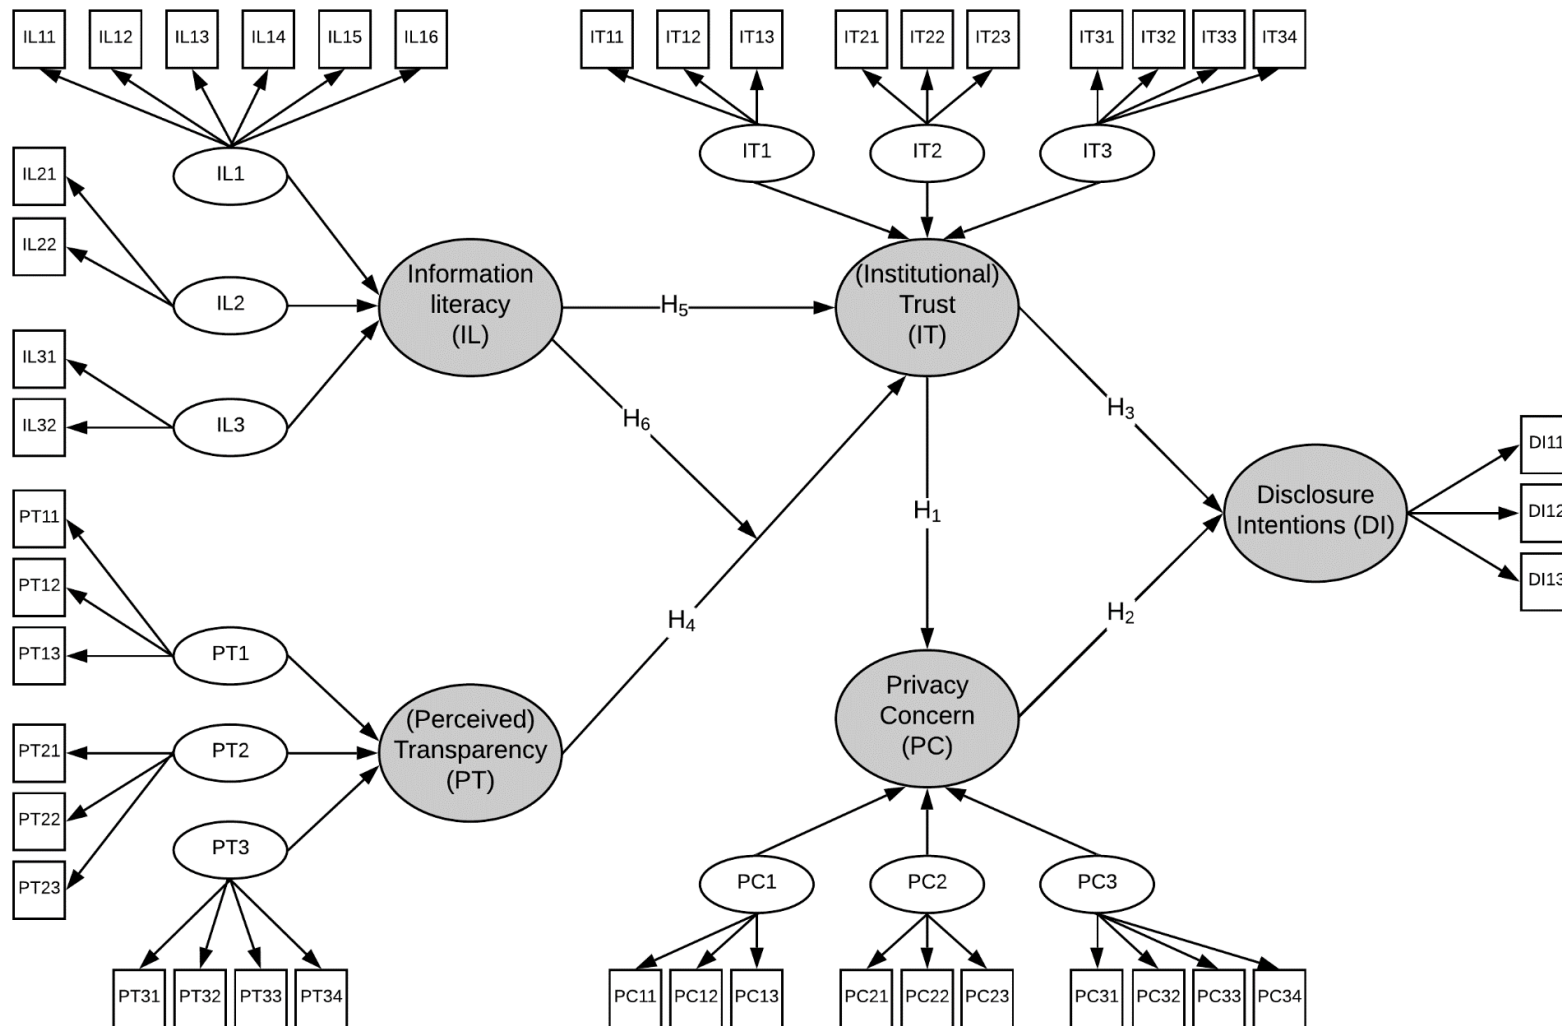 IL11 IL12 IL13 IL14 IL15 IL16 IT11 IT12 IT13 IT21 IT22 IT23 IT31 IT32 IT33 IT34
IT1 IT2 IT3
IL21 IL1
IL22
IL2
IL31
IL32 IL3
Information
literacy
(IL)
H5
(Institutional)
Trust
(IT)
H6
H3
H1
H4
H2
Disclosure
Intentions (DI)
DI11
DI12
DI13
PT11
PT12
PT13 PT1
PT21 PT2
PT22
PT23 PT3
(Perceived)
Transparency
(PT)
Privacy
Concern
(PC)
PC1 PC2 PC3
PT31 PT32 PT33 PT34 PC11 PC12 PC13 PC21 PC22 PC23 PC31 PC32 PC33 PC34